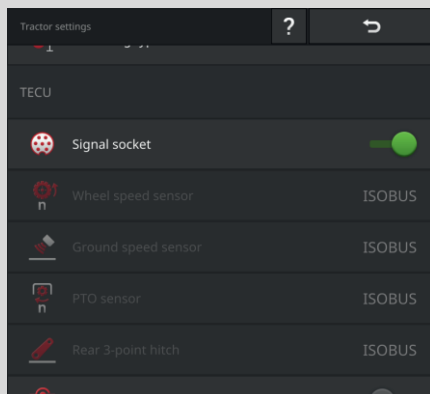 Tractor settings
?
TECU
Signal socket
n
Wheel speed sensor ISOBUS
Ground speed sensor ISOBUS
n
PTO sensor ISOBUS
Rear 3-point hitch ISOBUS